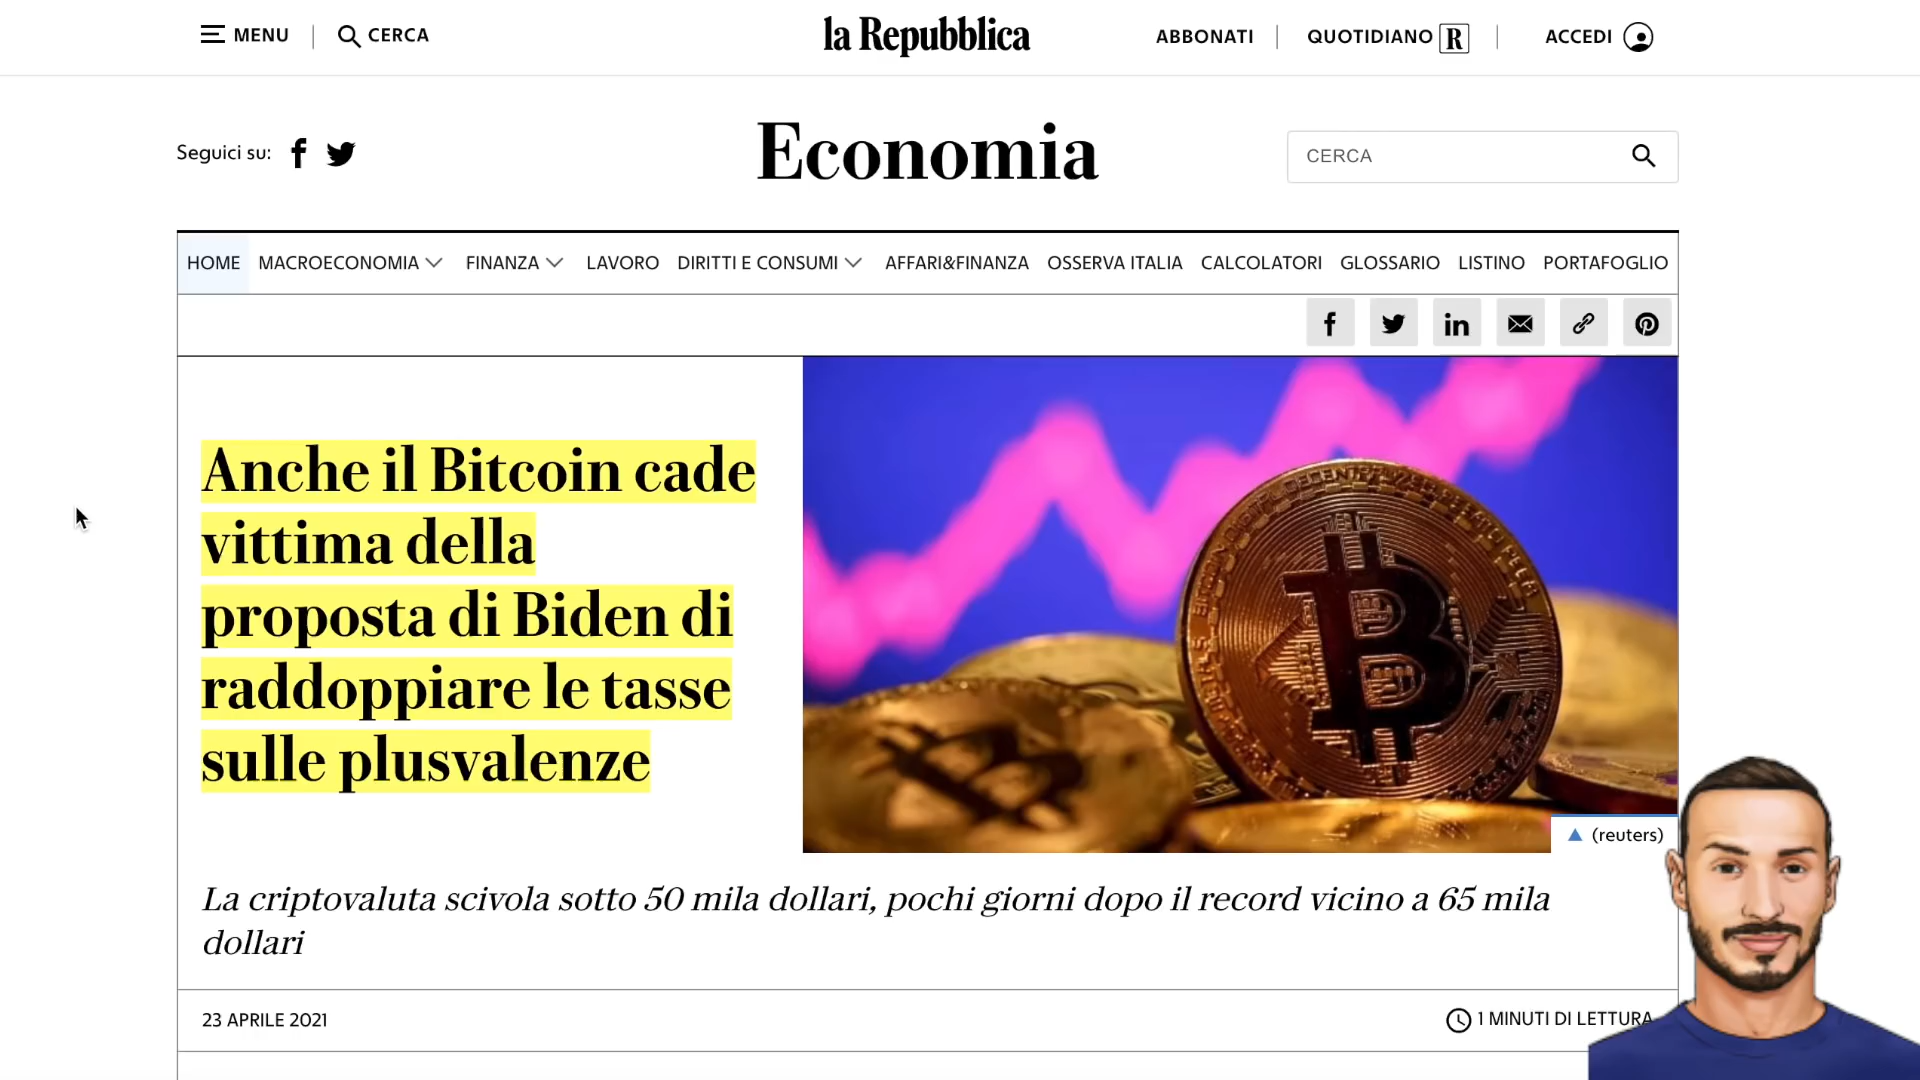 MENU
CERCA
la Repubblica
ABBONATI
QUOTIDIANO R
ACCEDI
Seguici su:
Economia
CERCA
HOME MACROECONOMIA FINANZA LAVORO DIRITTI E CONSUMI AFFARI&FINANZA OSSERVA ITALIA CALCOLATORI GLOSSARIO LISTINO PORTAFOGLIO
Anche il Bitcoin cade
vittima della
proposta di Biden di
raddoppiare le tasse
sulle plusvalenze
(reuters)
La criptovaluta scivola sotto 50 mila dollari, pochi giorni dopo il record vicino a 65 mila
dollari
23 APRILE 2021
1 MINUTI DI LETTURA